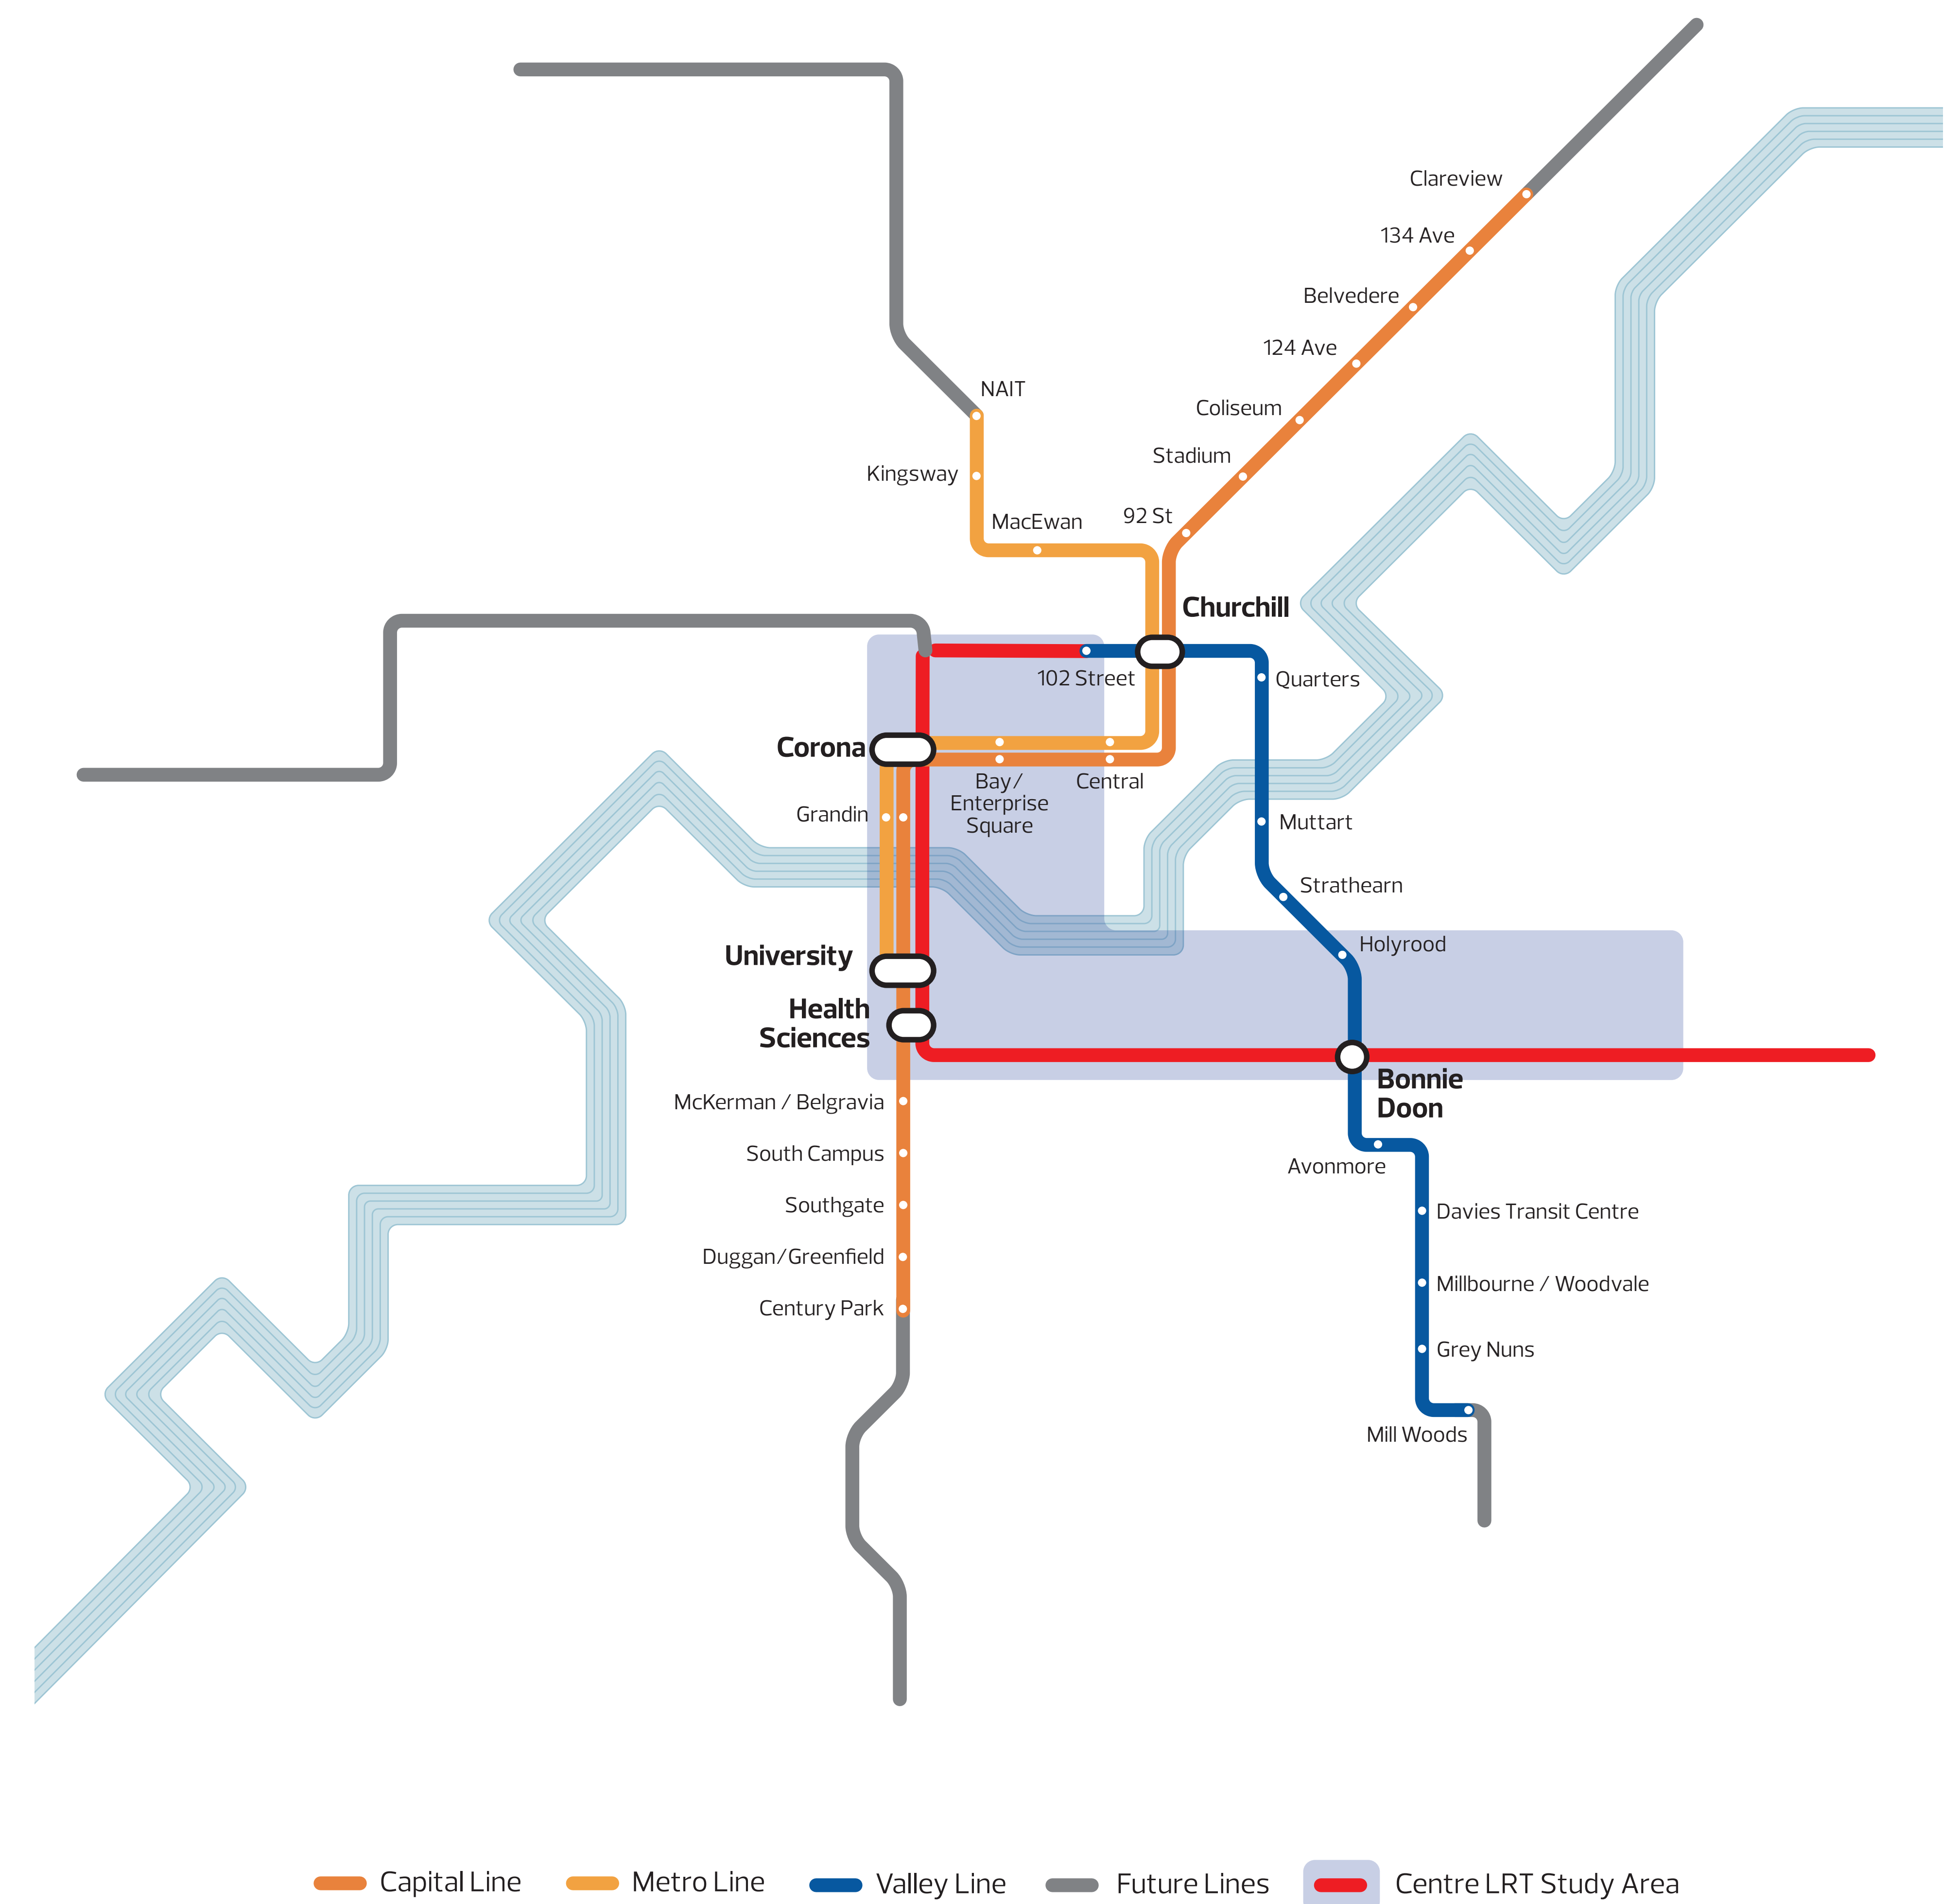 Clareview
134 Ave
Belvedere
124 Ave
NAIT
Coliseum
Stadium
Kingsway
92 St
MacEwan
Churchill
102 Street
Quarters
Corona
Bay/
Enterprise
Square
Central
Grandin
Muttart
Strathearn
Holyrood
University
Health
Sciences
Bonnie
Doon
McKerman / Belgravia
South Campus
Avonmore
Southgate
Davies Transit Centre
Duggan/Greenfield
Millbourne / Woodvale
Century Park
Grey Nuns
Mill Woods
Capital Line
Metro Line
Valley Line
Future Lines
Centre LRT Study Area